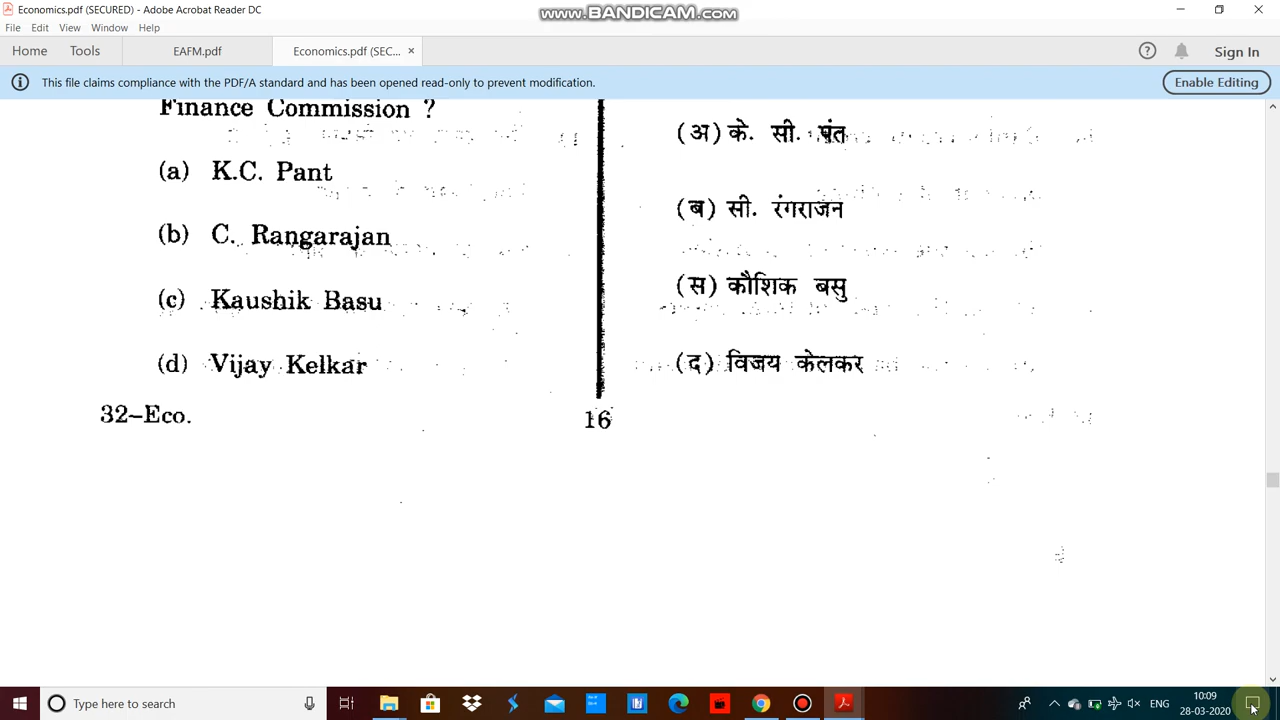 Economics.pdf (SECURED) - Adobe Acrobat Reader DC
www.BANDICAM.com
File Edit View Window Help
Home Tools EAFM.pdf Economics.pdf (SEC... × Sign In
This file claims compliance with the PDF/A standard and has been opened read-only to prevent modification. Enable Editing
Finance Commission ?
(a) K.C. Pant
(b) C. Rangarajan
(c) Kaushik Basu
(d) Vijay Kelkar
32-Eco.
(अ) के. सी. पंत
(ब) सी. रंगराजन
(स) कौशिक बसु
(द) विजय केलकर
16
Type here to search
ENG
10:09
28-03-2020